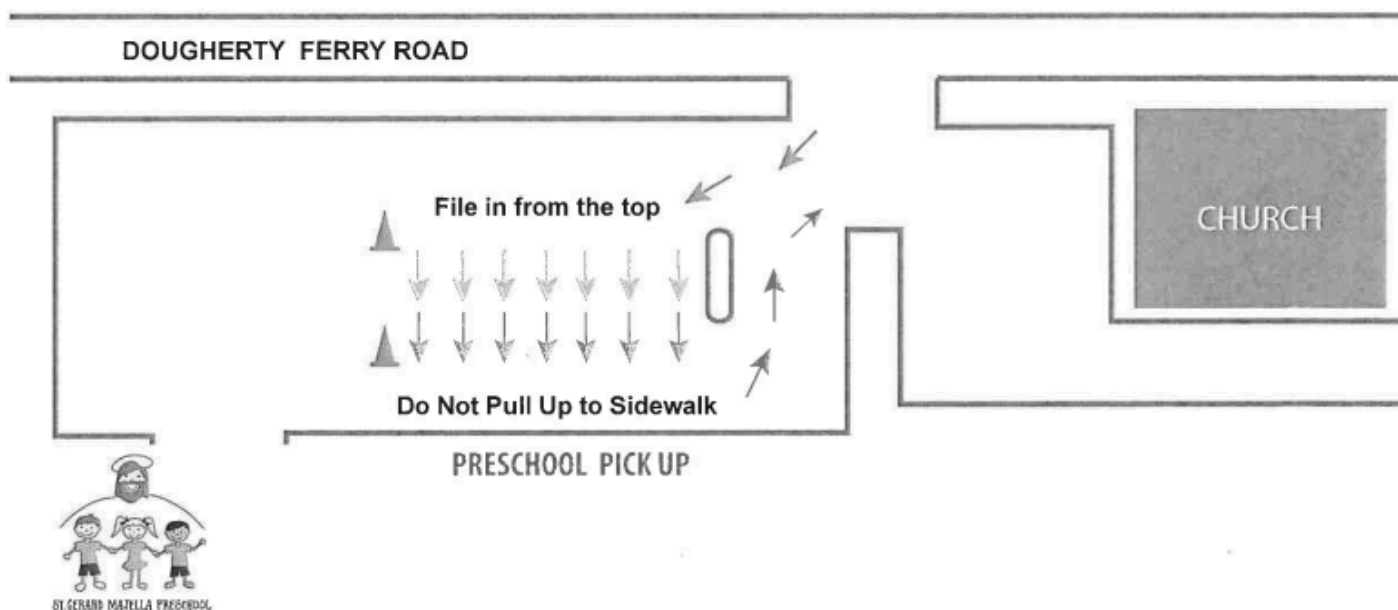 DOUGHERTY FERRY ROAD
File in from the top
CHURCH
Do Not Pull Up to Sidewalk
PRESCHOOL PICK UP
ST. GERARD MAJELLA PRESCHOOL